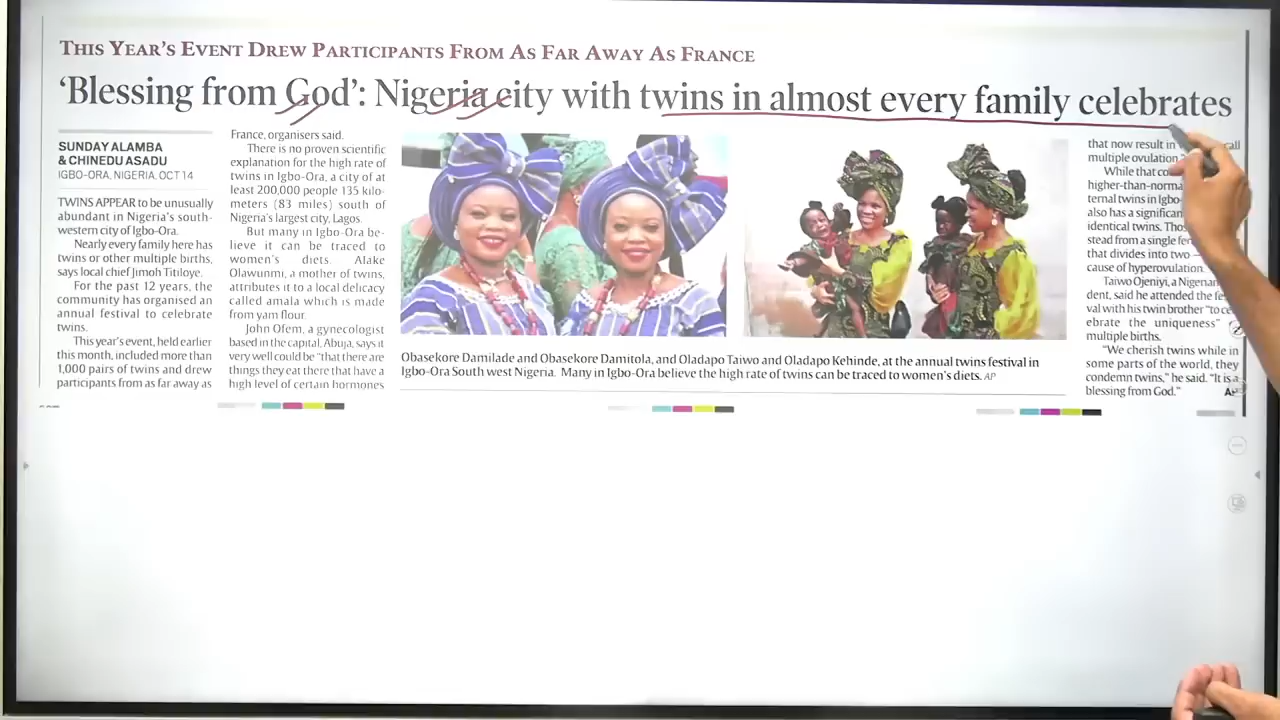 THIS YEAR'S EVENT DREW PARTICIPANTS FROM AS FAR AWAY AS FRANCE
'Blessing from God': Nigeria city with twins in almost every family celebrates
SUNDAY ALAMBA
& CHINEDU ASADU
IGBO-ORA, NIGERIA, OCT 14
TWINS APPEAR to be unusually
abundant in Nigeria's south-
western city of Igbo-Ora.
Nearly every family here has
twins or other multiple births,
says local chief Jimoh Titiloye.
For the past 12 years, the
community has organised an
annual festival to celebrate
twins.
This year's event, held earlier
this month, included more than
1,000 pairs of twins and drew
participants from as far away as
France, organisers said.
There is no proven scientific
explanation for the high rate of
twins in Igbo-Ora, a city of at
least 200,000 people 135 kilo-
meters (83 miles) south of
Nigeria's largest city, Lagos.
But many in Igbo-Ora be-
lieve it can be traced to
women's diets. Alake
Olawunmi, a mother of twins,
attributes it to a local delicacy
called amala which is made
from yam flour.
John Ofem, a gynecologist
based in the capital, Abuja, says it
very well could be "that there are
things they eat there that have a
high level of certain hormones
Obasekore Damilade and Obasekore Damitola, and Oladapo Taiwo and Oladapo Kehinde, at the annual twins festival in
Igbo-Ora South west Nigeria. Many in Igbo-Ora believe the high rate of twins can be traced to women's diets. AP
that now result in call
multiple ovulation
While that
higher-than-norma
ternal twins in Igbo-
also has a significan
identical twins.
stead from a single
that divides into two —
cause of hyperovulation.
Taiwo Ojeniyi, a Nigerian
dent, said he attended the
val with his twin brother "to
ebrate the uniqueness"
multiple births.
"We cherish twins while in
some parts of the world, they
condemn twins," he said. "It is a
blessing from God." AP